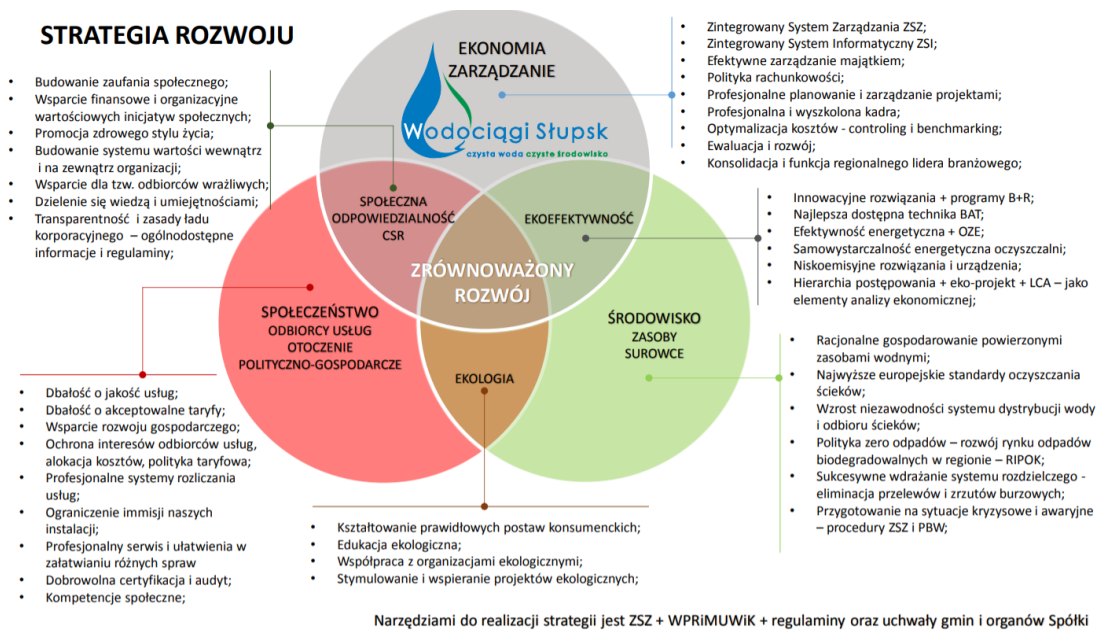 STRATEGIA ROZWOJU
• Budowanie zaufania społecznego;
• Wsparcie finansowe i organizacyjne
wartościowych inicjatyw społecznych;
• Promocja zdrowego stylu życia;
• Budowanie systemu wartości wewnątrz
i na zewnątrz organizacji;
• Wsparcie dla tzw. odbiorców wrażliwych;
• Dzielenie się wiedzą i umiejętnościami;
• Transparentność i zasady ładu
korporacyjnego – ogólnodostępne
informacje i regulaminy;
EKONOMIA
ZARZĄDZANIE
Wodociągi Słupsk
czysta woda czyste środowisko
• Zintegrowany System Zarządzania ZSZ;
• Zintegrowany System Informatyczny ZSI;
• Efektywne zarządzanie majątkiem;
• Polityka rachunkowości;
• Profesjonalne planowanie i zarządzanie projektami;
• Profesjonalna i wyszkolona kadra;
• Optymalizacja kosztów - controling i benchmarking;
• Ewaluacja i rozwój;
• Konsolidacja i funkcja regionalnego lidera branżowego;
SPOŁECZNA
ODPOWIEDZIALNOŚĆ
CSR
EKOEFEKTYWNOŚĆ
• Innowacyjne rozwiązania + programy B+R;
• Najlepsza dostępna technika BAT;
• Efektywność energetyczna + OZE;
• Samowystarczalność energetyczna oczyszczalni;
• Niskoemisyjne rozwiązania i urządzenia;
• Hierarchia postępowania + eko-projekt + LCA – jako
elementy analizy ekonomicznej;
ZRÓWNOWAŻONY
ROZWÓJ
SPOŁECZEŃSTWO
ODBIORCY USŁUG
OTOCZENIE
POLITYCZNO-GOSPODARCZE
ŚRODOWISKO
ZASOBY
SUROWCE
EKOLOGIA
• Racjonalne gospodarowanie powierzonymi
zasobami wodnymi;
• Najwyższe europejskie standardy oczyszczania
ścieków;
• Wzrost niezawodności systemu dystrybucji wody
i odbioru ścieków;
• Polityka zero odpadów – rozwój rynku odpadów
biodegradowalnych w regionie – RIPOK;
• Sukcesywne wdrażanie systemu rozdzielczego -
eliminacja przelewów i zrzutów burzowych;
• Przygotowanie na sytuacje kryzysowe i awaryjne
– procedury ZSZ i PBW;
• Dbałość o jakość usług;
• Dbałość o akceptowalne taryfy;
• Wsparcie rozwoju gospodarczego;
• Ochrona interesów odbiorców usług,
alokacja kosztów, polityka taryfowa;
• Profesjonalne systemy rozliczania
usług;
• Ograniczenie immisji naszych
instalacji;
• Profesjonalny serwis i ułatwienia w
załatwianiu różnych spraw
• Dobrowolna certyfikacja i audyt;
• Kompetencje społeczne;
• Kształtowanie prawidłowych postaw konsumenckich;
• Edukacja ekologiczna;
• Współpraca z organizacjami ekologicznymi;
• Stymulowanie i wspieranie projektów ekologicznych;
Narzędziami do realizacji strategii jest ZSZ + WPRiMUWiK + regulaminy oraz uchwały gmin i organów Spółki